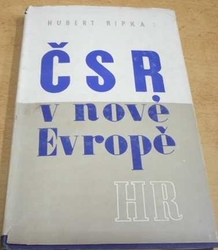 HUBERT RIPKA:
ČSR
v nové
Evropě
HR